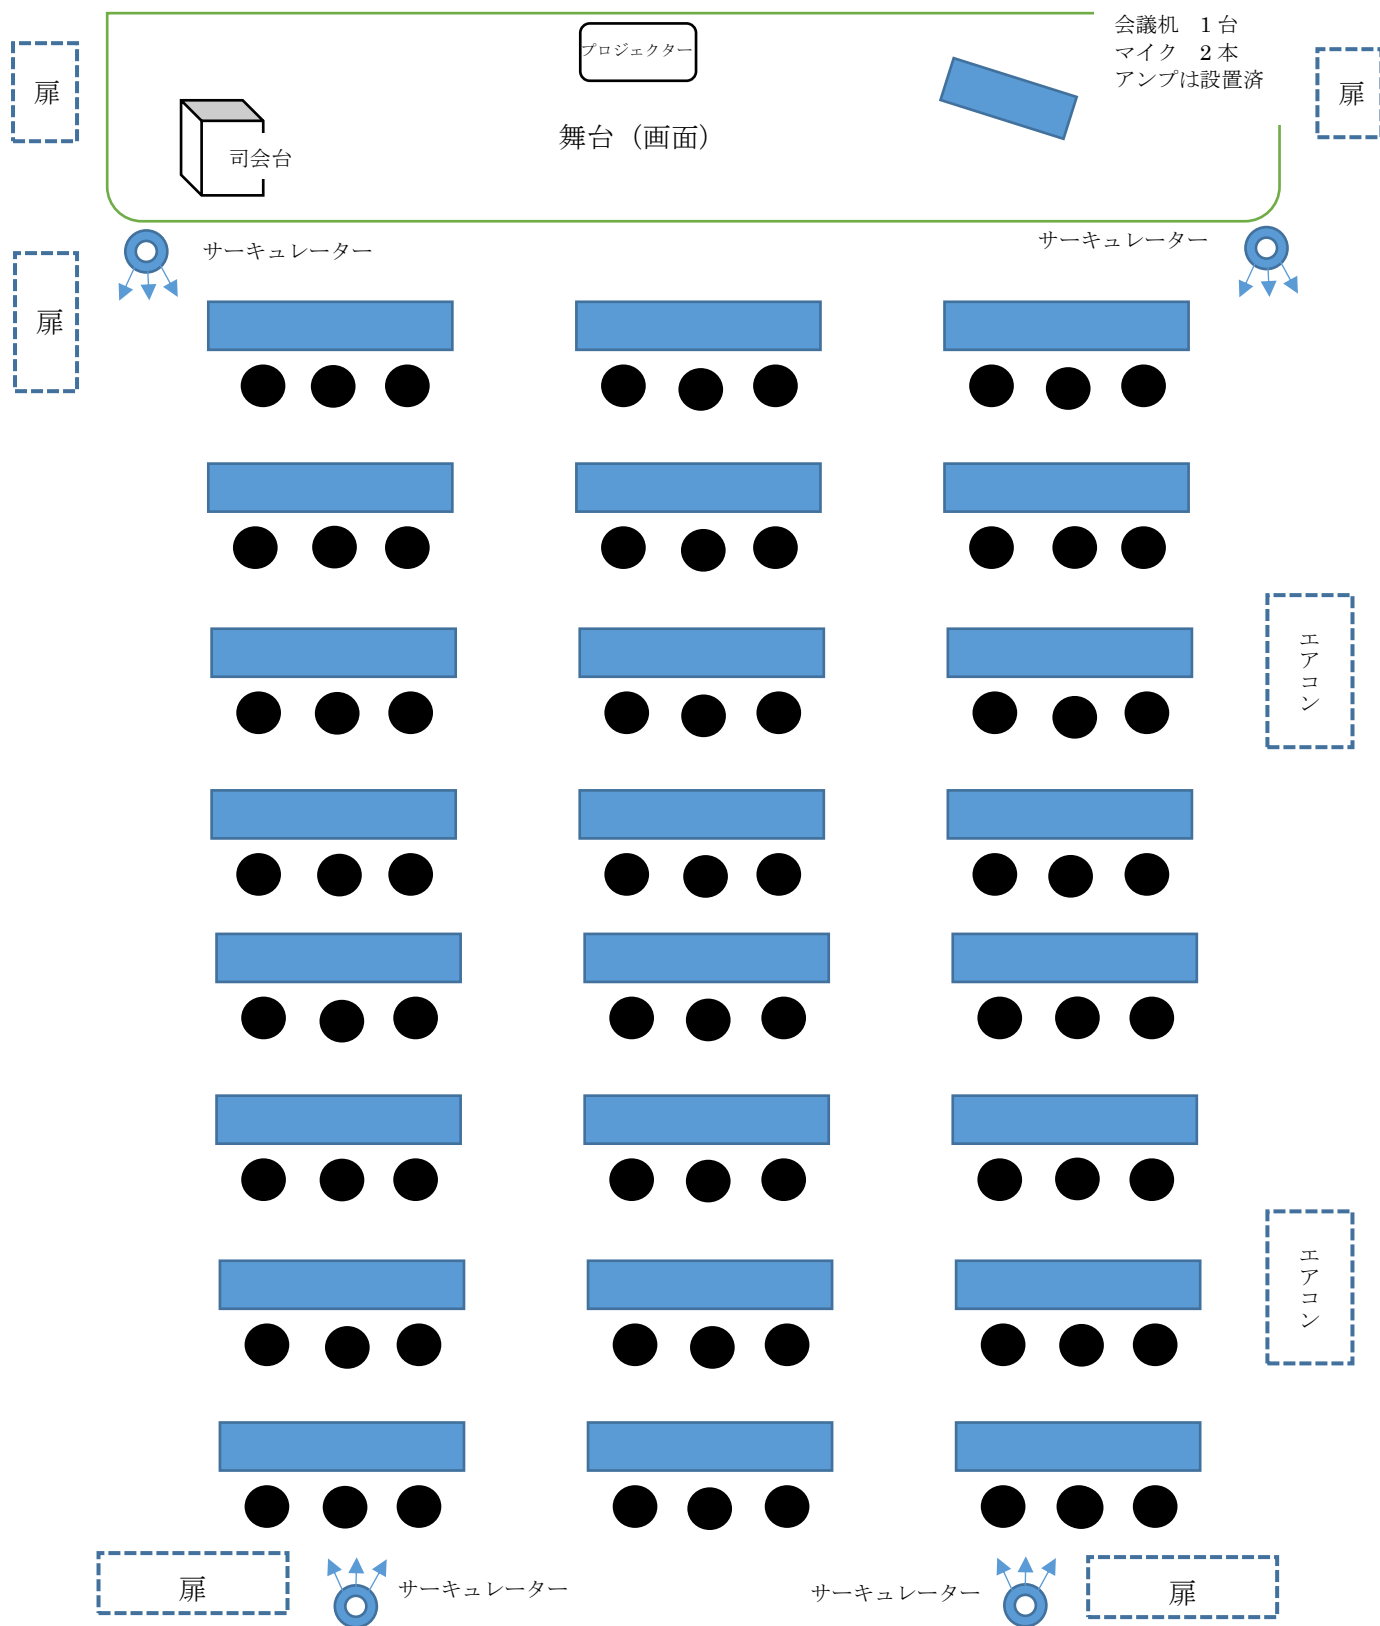 会議机　1 台
マイク　2 本
アンプは設置済
プロジェクター
扉
扉
舞台（画面）
司会台
サーキュレーター
サーキュレーター
扉
エアコン
エアコン
扉
サーキュレーター
サーキュレーター
扉